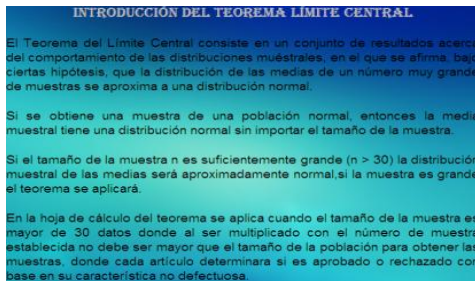 INTRODUCCIÓN DEL TEOREMA LÍMITE CENTRAL
El Teorema del Límite Central consiste en un conjunto de resultados acerca
del comportamiento de las distribuciones muéstrales, en el que se afirma, bajo
ciertas hipótesis, que la distribución de las medias de un número muy grande
de muestras se aproxima a una distribución normal.
Si se obtiene una muestra de una población normal, entonces la media
muestral tiene una distribución normal sin importar el tamaño de la muestra.
Si el tamaño de la muestra n es suficientemente grande (n > 30) la distribución
muestral de las medias será aproximadamente normal,si la muestra es grande
el teorema se aplicará.
En la hoja de cálculo del teorema se aplica cuando el tamaño de la muestra es
mayor de 30 datos donde al ser multiplicado con el número de muestra
establecida no debe ser mayor que el tamaño de la población para obtener las
muestras, donde cada artículo determinara si es aprobado o rechazado con
base en su característica no defectuosa.